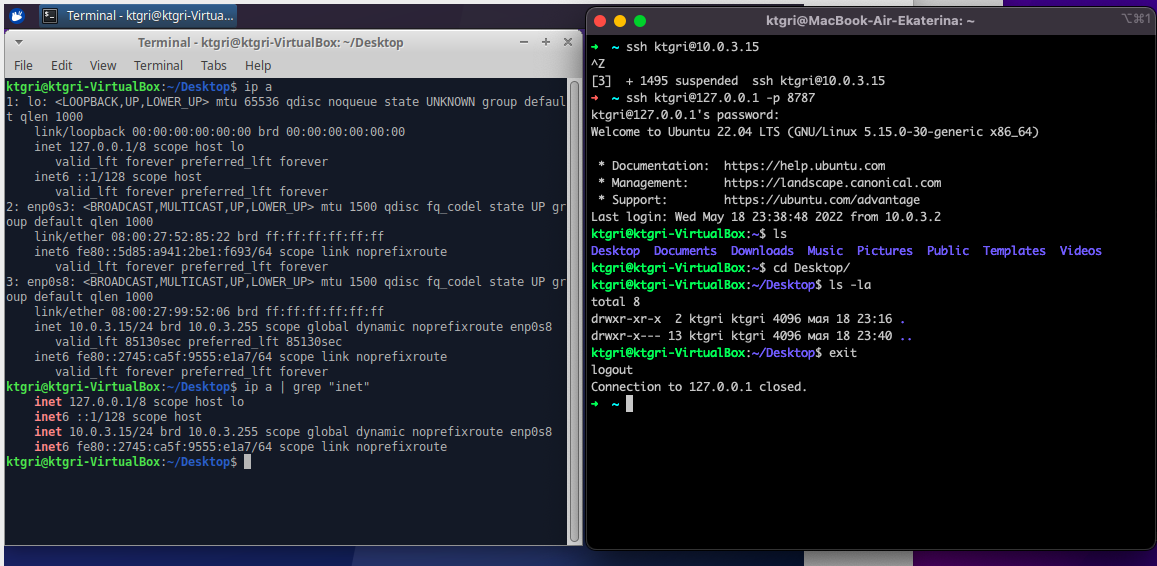 Terminal - ktgri@ktgri-Virtua...
Terminal - ktgri@ktgri-VirtualBox: ~/Desktop
File Edit View Terminal Tabs Help
ktgri@ktgri-VirtualBox:~/Desktop$ ip a
1: lo: <LOOPBACK,UP,LOWER_UP> mtu 65536 qdisc noqueue state UNKNOWN group defaul
t qlen 1000
    link/loopback 00:00:00:00:00:00 brd 00:00:00:00:00:00
    inet 127.0.0.1/8 scope host lo
       valid_lft forever preferred_lft forever
    inet6 ::1/128 scope host
       valid_lft forever preferred_lft forever
2: enp0s3: <BROADCAST,MULTICAST,UP,LOWER_UP> mtu 1500 qdisc fq_codel state UP gr
oup default qlen 1000
    link/ether 08:00:27:52:85:22 brd ff:ff:ff:ff:ff:ff
    inet6 fe80::5d85:a941:2be1:f693/64 scope link noprefixroute
       valid_lft forever preferred_lft forever
3: enp0s8: <BROADCAST,MULTICAST,UP,LOWER_UP> mtu 1500 qdisc fq_codel state UP gr
oup default qlen 1000
    link/ether 08:00:27:99:52:06 brd ff:ff:ff:ff:ff:ff
    inet 10.0.3.15/24 brd 10.0.3.255 scope global dynamic noprefixroute enp0s8
       valid_lft 85130sec preferred_lft 85130sec
    inet6 fe80::2745:ca5f:9555:e1a7/64 scope link noprefixroute
       valid_lft forever preferred_lft forever
ktgri@ktgri-VirtualBox:~/Desktop$ ip a | grep "inet"
    inet 127.0.0.1/8 scope host lo
    inet6 ::1/128 scope host
    inet 10.0.3.15/24 brd 10.0.3.255 scope global dynamic noprefixroute enp0s8
    inet6 fe80::2745:ca5f:9555:e1a7/64 scope link noprefixroute
ktgri@ktgri-VirtualBox:~/Desktop$
ktgri@MacBook-Air-Ekaterina: ~
⌥⌘1
➜ ~ ssh ktgri@10.0.3.15
^Z
[3]  + 1495 suspended  ssh ktgri@10.0.3.15
➜ ~ ssh ktgri@127.0.0.1 -p 8787
ktgri@127.0.0.1's password:
Welcome to Ubuntu 22.04 LTS (GNU/Linux 5.15.0-30-generic x86_64)
 * Documentation:  https://help.ubuntu.com
 * Management:     https://landscape.canonical.com
 * Support:        https://ubuntu.com/advantage
Last login: Wed May 18 23:38:48 2022 from 10.0.3.2
ktgri@ktgri-VirtualBox:~$ ls
Desktop  Documents  Downloads  Music  Pictures  Public  Templates  Videos
ktgri@ktgri-VirtualBox:~$ cd Desktop/
ktgri@ktgri-VirtualBox:~/Desktop$ ls -la
total 8
drwxr-xr-x  2 ktgri ktgri 4096 мая 18 23:16 .
drwxr-x--- 13 ktgri ktgri 4096 мая 18 23:40 ..
ktgri@ktgri-VirtualBox:~/Desktop$ exit
logout
Connection to 127.0.0.1 closed.
➜ ~